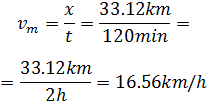 v_m = x/t = 33.12km/120min =
= 33.12km/2h = 16.56km/h